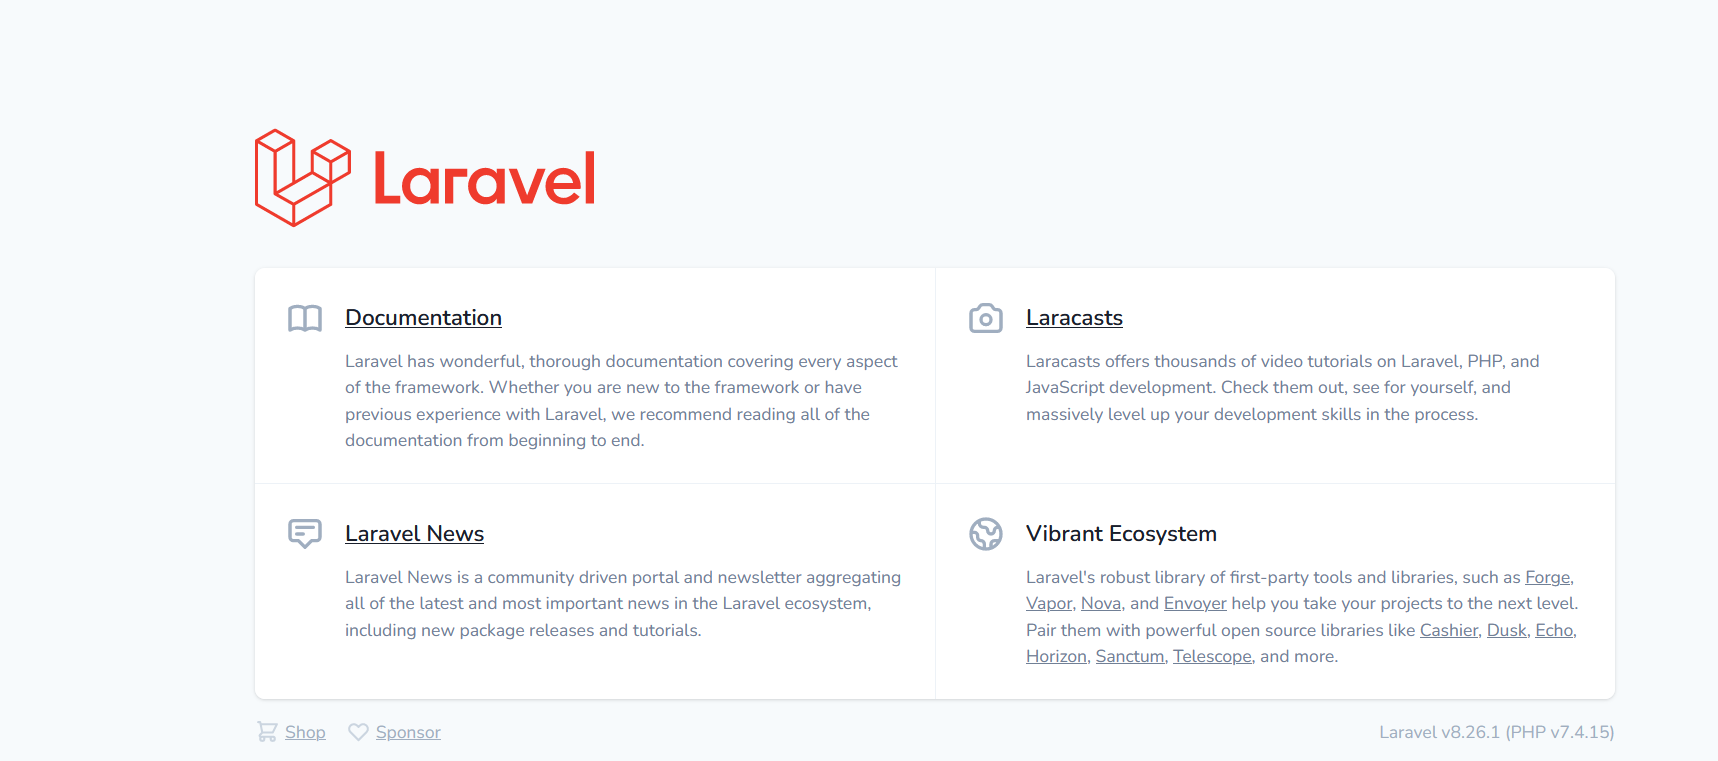 Laravel
Documentation
Laravel has wonderful, thorough documentation covering every aspect
of the framework. Whether you are new to the framework or have
previous experience with Laravel, we recommend reading all of the
documentation from beginning to end.
Laracasts
Laracasts offers thousands of video tutorials on Laravel, PHP, and
JavaScript development. Check them out, see for yourself, and
massively level up your development skills in the process.
Laravel News
Laravel News is a community driven portal and newsletter aggregating
all of the latest and most important news in the Laravel ecosystem,
including new package releases and tutorials.
Vibrant Ecosystem
Laravel's robust library of first-party tools and libraries, such as Forge,
Vapor, Nova, and Envoyer help you take your projects to the next level.
Pair them with powerful open source libraries like Cashier, Dusk, Echo,
Horizon, Sanctum, Telescope, and more.
Shop
Sponsor
Laravel v8.26.1 (PHP v7.4.15)